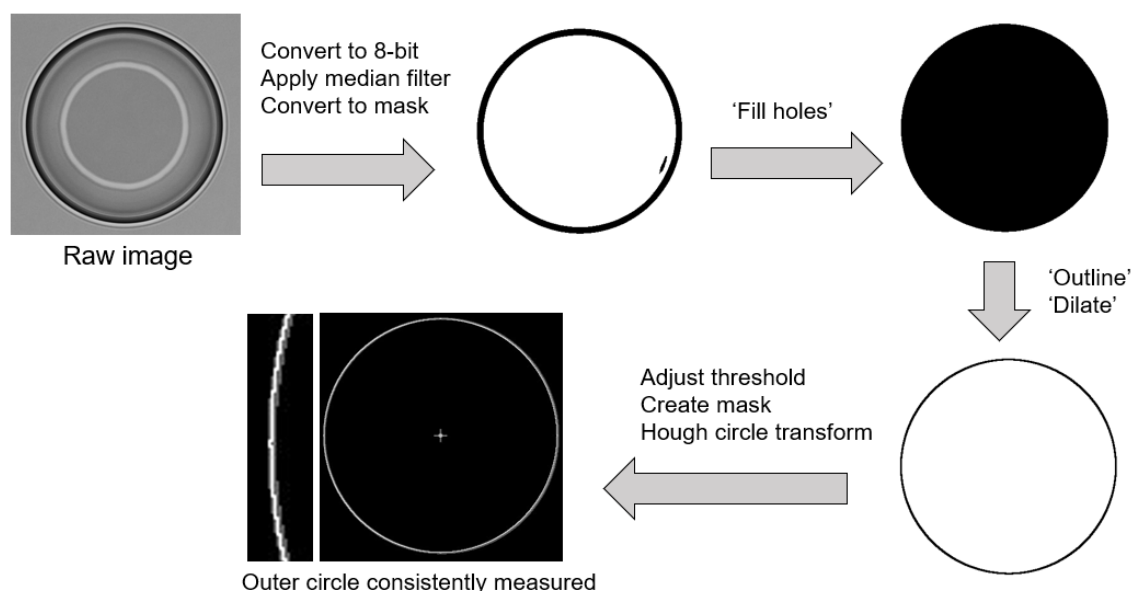 Convert to 8-bit
Apply median filter
Convert to mask
'Fill holes'
Raw image
'Outline'
'Dilate'
Adjust threshold
Create mask
Hough circle transform
Outer circle consistently measured